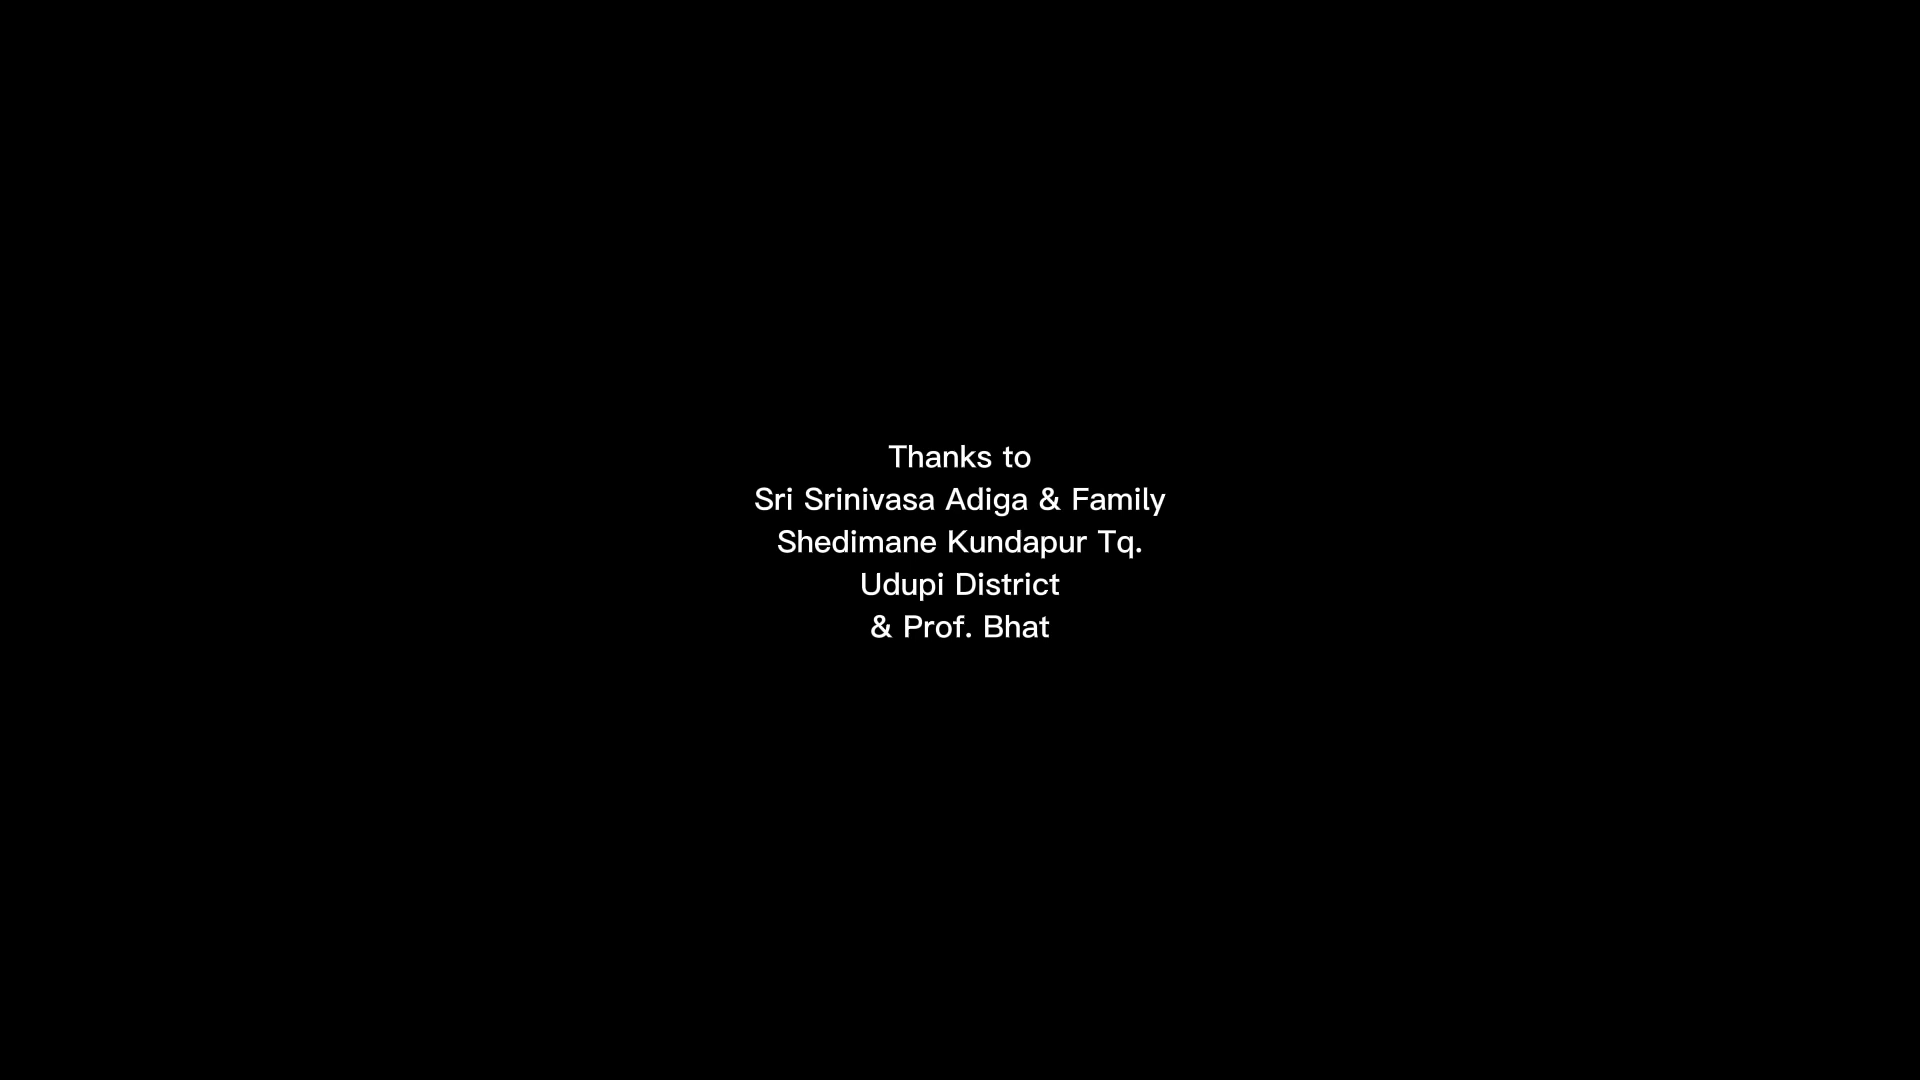 Thanks to
Sri Srinivasa Adiga & Family
Shedimane Kundapur Tq.
Udupi District
& Prof. Bhat